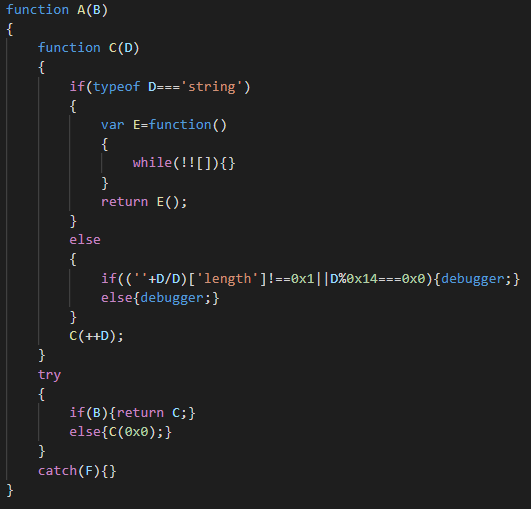 function A(B)
{
    function C(D)
    {
        if(typeof D==='string')
        {
            var E=function()
            {
                while(!![]){}
            }
            return E();
        }
        else
        {
            if((''+D/D)['length']!==0x1||D%0x14===0x0){debugger;}
            else{debugger;}
        }
        C(++D);
    }
    try
    {
        if(B){return C;}
        else{C(0x0);}
    }
    catch(F){}
}